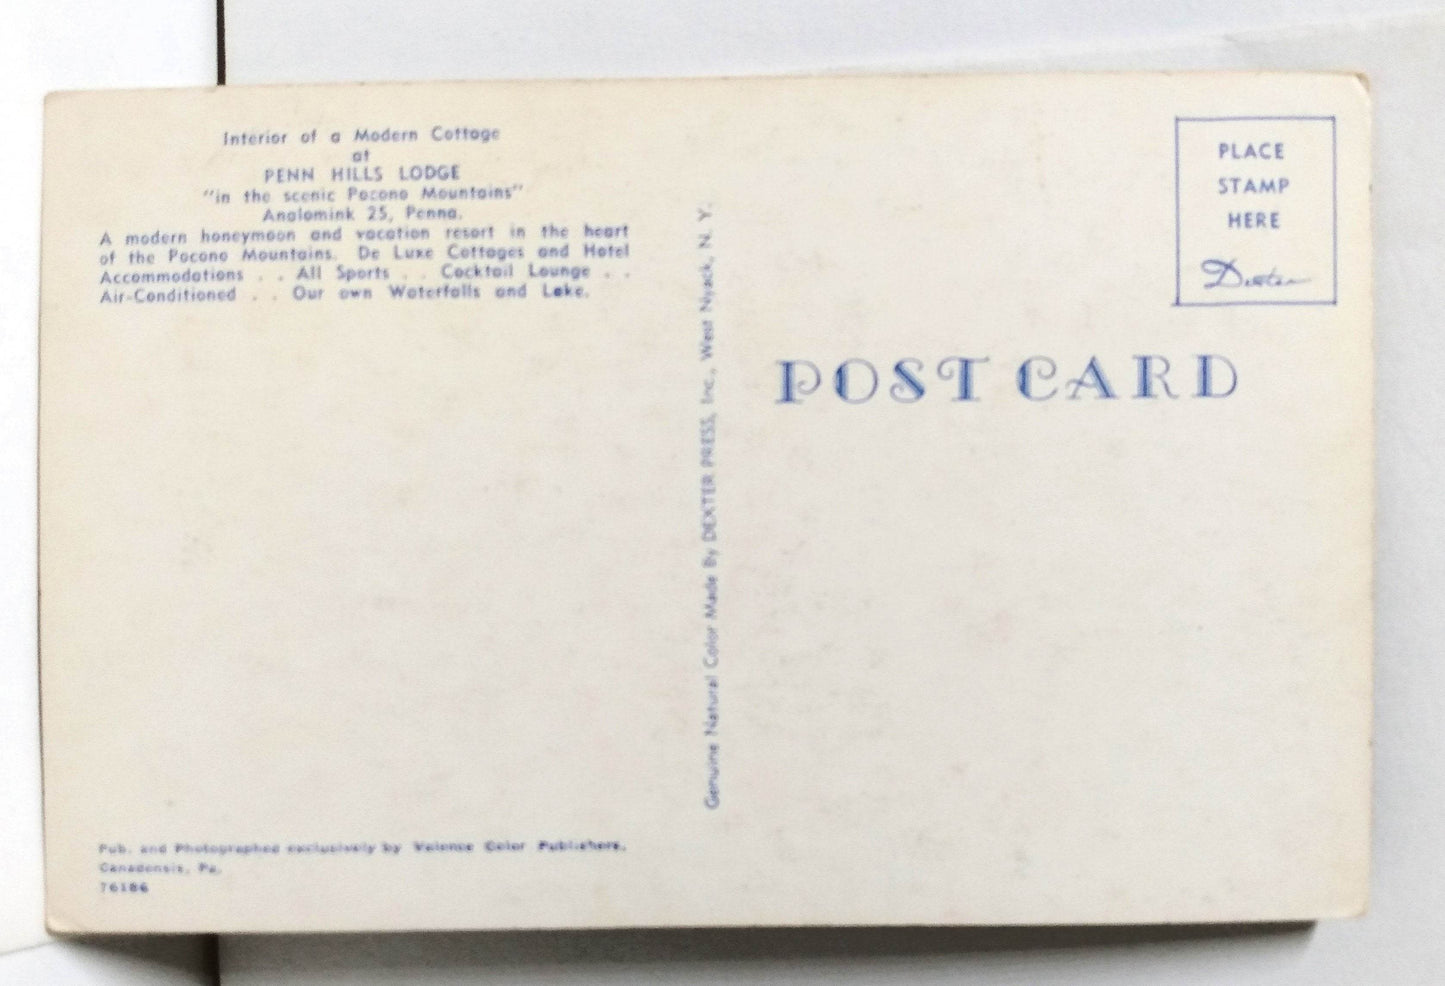 Interior of a Modern Cottage
at
PENN HILLS LODGE
"in the scenic Pocono Mountains"
Analomink 25, Penna.
A modern honeymoon and vacation resort in the heart
of the Pocono Mountains. De Luxe Cottages and Hotel
Accommodations . . All Sports . . Cocktail Lounge . .
Air-Conditioned . . Our own Waterfalls and Lake.
Pub. and Photographed exclusively by Valence Color Publishers,
Canadensis, Pa.
76186
Genuine Natural Color Made By DEXTER PRESS, Inc., West Nyack, N. Y.
PLACE
STAMP
HERE
Dexter
POST CARD